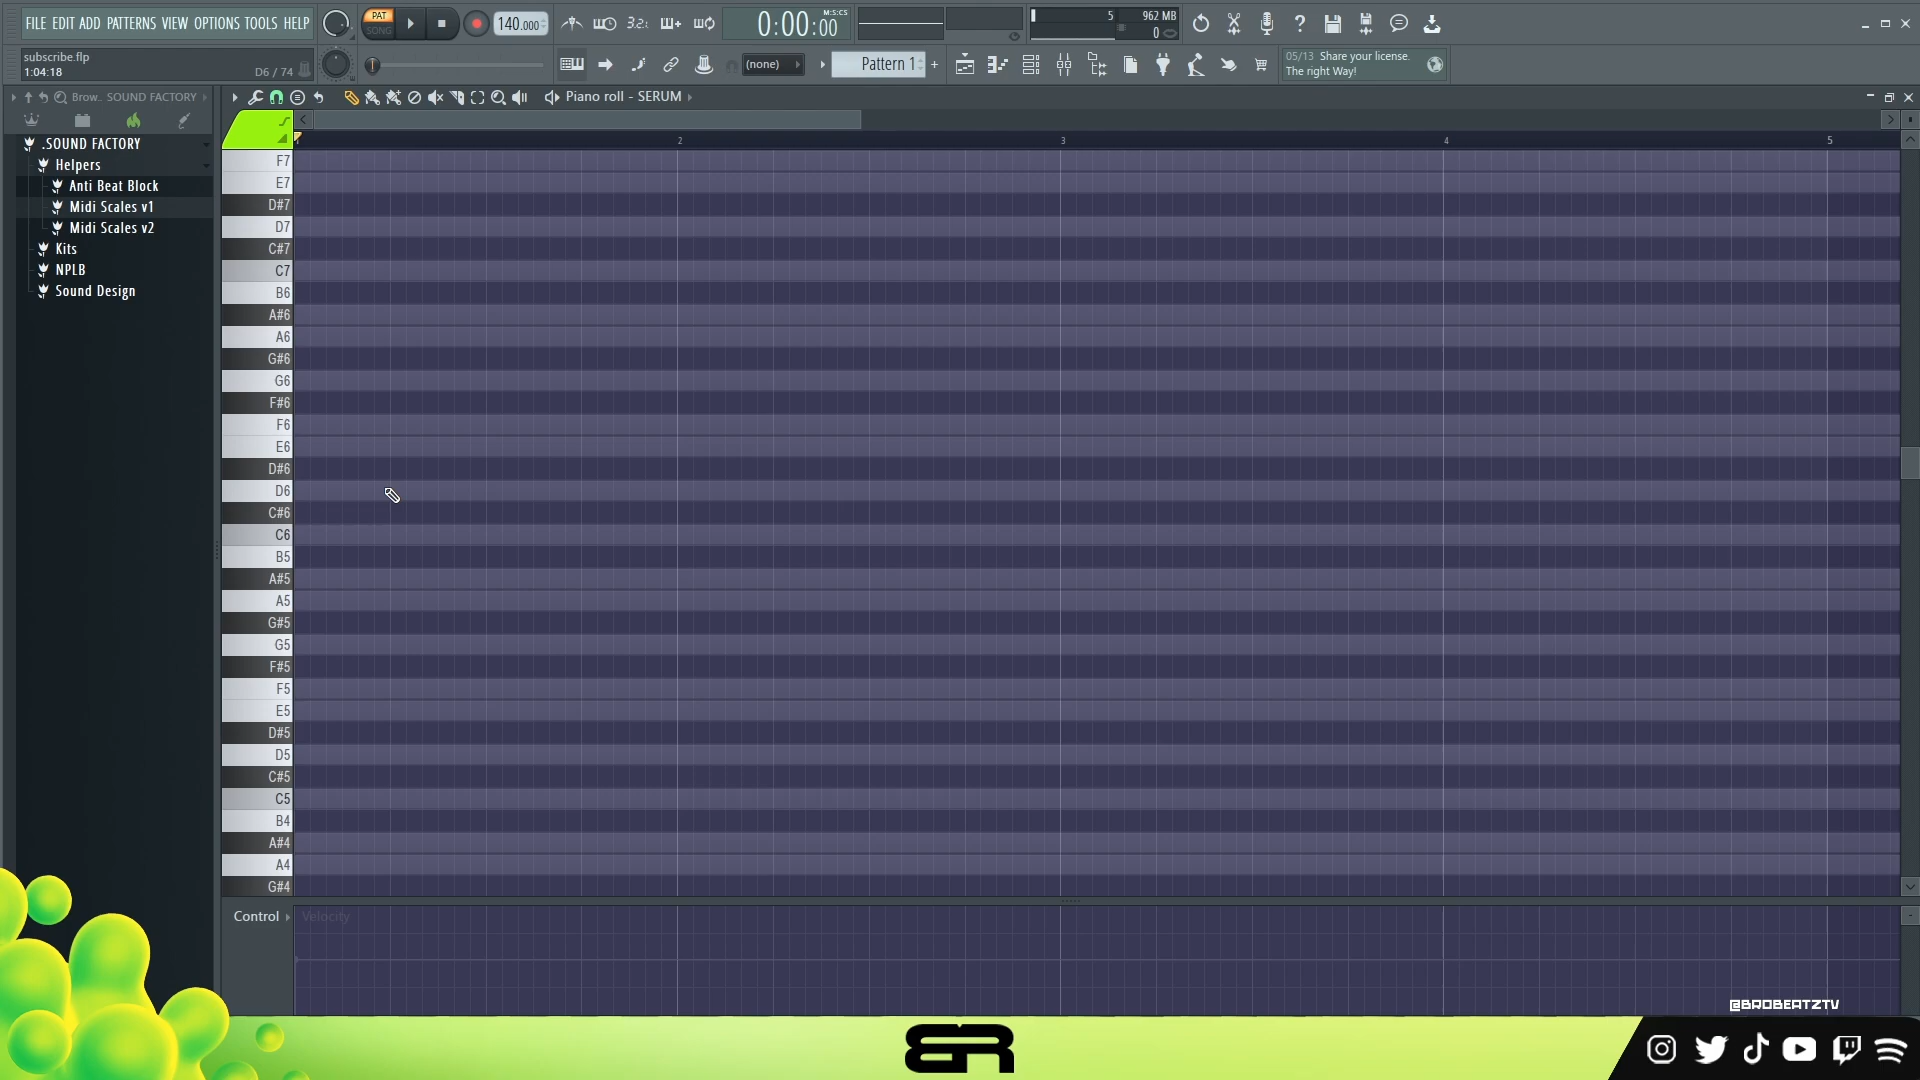 FILE EDIT ADD PATTERNS VIEW OPTIONS TOOLS HELP
PAT
SONG
140.000
3.2.
0:00:00
M:S:CS
5
962 MB
0
subscribe.flp
1:04:18
D6 / 74
(none)
Pattern 1
+
05/13 Share your license.
The right Way!
Brow.. SOUND FACTORY
Piano roll - SERUM
.SOUND FACTORY
Helpers
Anti Beat Block
Midi Scales v1
Midi Scales v2
Kits
NPLB
Sound Design
2
3
4
5
F7
E7
D#7
D7
C#7
C7
B6
A#6
A6
G#6
G6
F#6
F6
E6
D#6
D6
C#6
C6
B5
A#5
A5
G#5
G5
F#5
F5
E5
D#5
D5
C#5
C5
B4
A#4
A4
G#4
Control
Velocity
@BROBEATZTV
BR